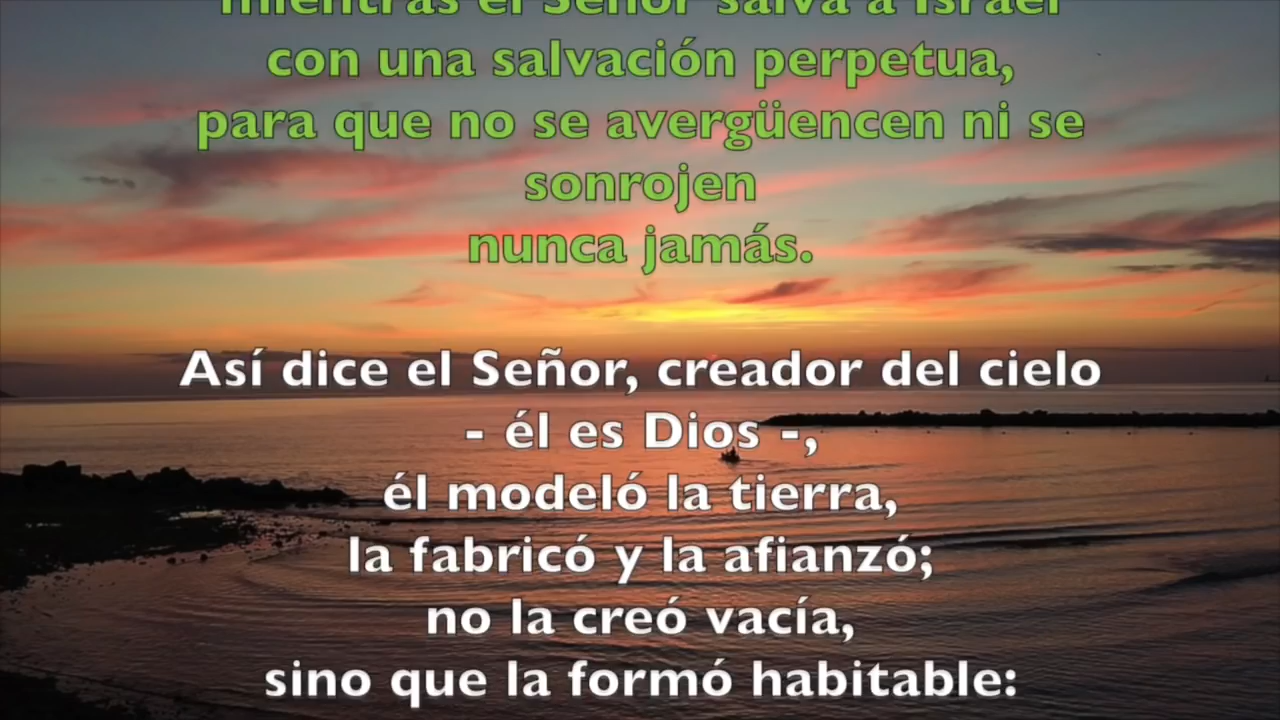 mientras el Señor salva a Israel
con una salvación perpetua,
para que no se avergüencen ni se
sonrojen
nunca jamás.
Así dice el Señor, creador del cielo
- él es Dios -,
él modeló la tierra,
la fabricó y la afianzó;
no la creó vacía,
sino que la formó habitable: